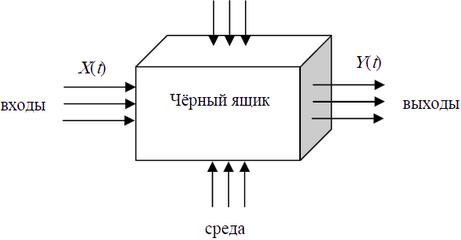 X(t)
Y(t)
Чёрный ящик
входы
выходы
среда